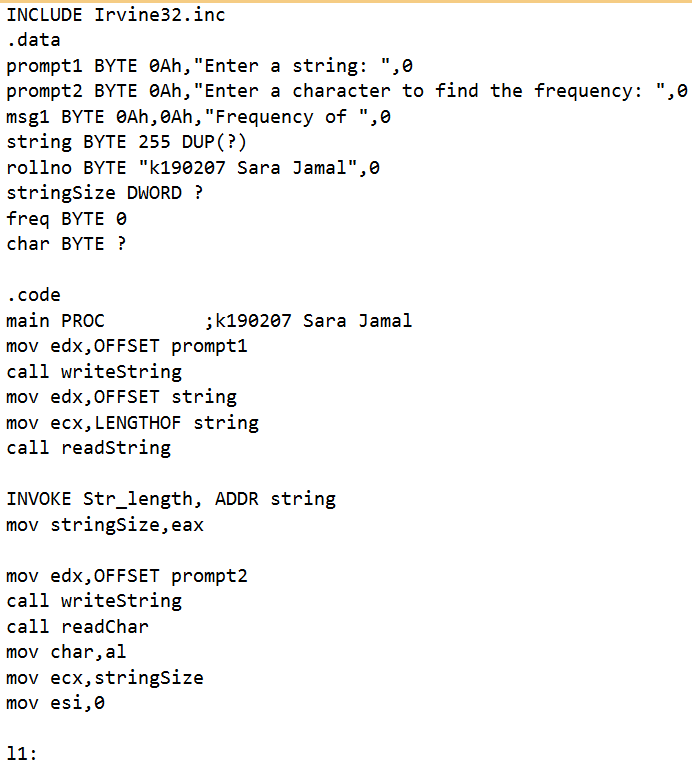 INCLUDE Irvine32.inc
.data
prompt1 BYTE 0Ah,"Enter a string: ",0
prompt2 BYTE 0Ah,"Enter a character to find the frequency: ",0
msg1 BYTE 0Ah,0Ah,"Frequency of ",0
string BYTE 255 DUP(?)
rollno BYTE "k190207 Sara Jamal",0
stringSize DWORD ?
freq BYTE 0
char BYTE ?

.code
main PROC           ;k190207 Sara Jamal
mov edx,OFFSET prompt1
call writeString
mov edx,OFFSET string
mov ecx,LENGTHOF string
call readString

INVOKE Str_length, ADDR string
mov stringSize,eax

mov edx,OFFSET prompt2
call writeString
call readChar
mov char,al
mov ecx,stringSize
mov esi,0

l1: